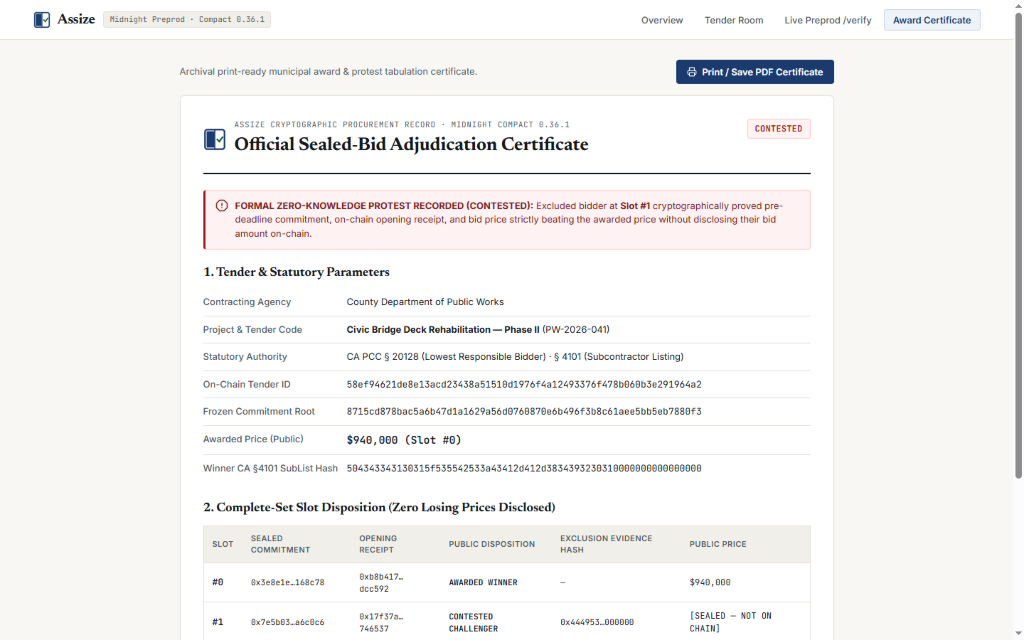 Assize
Midnight Preprod · Compact 0.36.1
Overview
Tender Room
Live Preprod /verify
Award Certificate
Archival print-ready municipal award & protest tabulation certificate.
Print / Save PDF Certificate
ASSIZE CRYPTOGRAPHIC PROCUREMENT RECORD · MIDNIGHT COMPACT 0.36.1
Official Sealed-Bid Adjudication Certificate
CONTESTED
FORMAL ZERO-KNOWLEDGE PROTEST RECORDED (CONTESTED): Excluded bidder at Slot #1 cryptographically proved pre-
deadline commitment, on-chain opening receipt, and bid price strictly beating the awarded price without disclosing their bid
amount on-chain.
1. Tender & Statutory Parameters
Contracting Agency County Department of Public Works
Project & Tender Code Civic Bridge Deck Rehabilitation — Phase II (PW-2026-041)
Statutory Authority CA PCC § 20128 (Lowest Responsible Bidder) · § 4101 (Subcontractor Listing)
On-Chain Tender ID 58ef94621de8e13acd23438a51510d1976f4a12493376f478b060b3e291964a2
Frozen Commitment Root 8715cd878bac5a6b47d1a1629a56d0760870e6b496f3b8c61aee5bb5eb7880f3
Awarded Price (Public) $940,000 (Slot #0)
Winner CA §4101 SubList Hash 504343343130315f535542533a43412d412d3834393230310000000000000000
2. Complete-Set Slot Disposition (Zero Losing Prices Disclosed)
SLOT
SEALED
COMMITMENT
OPENING
RECEIPT
PUBLIC DISPOSITION
EXCLUSION EVIDENCE
HASH
PUBLIC PRICE
#0
0x3e8e1e…168c78
0xb8b417…
dcc592
AWARDED WINNER
—
$940,000
#1
0x7e5b03…a6c0c6
0x17f37a…
746537
CONTESTED
CHALLENGER
0x444953…000000
[SEALED — NOT ON
CHAIN]